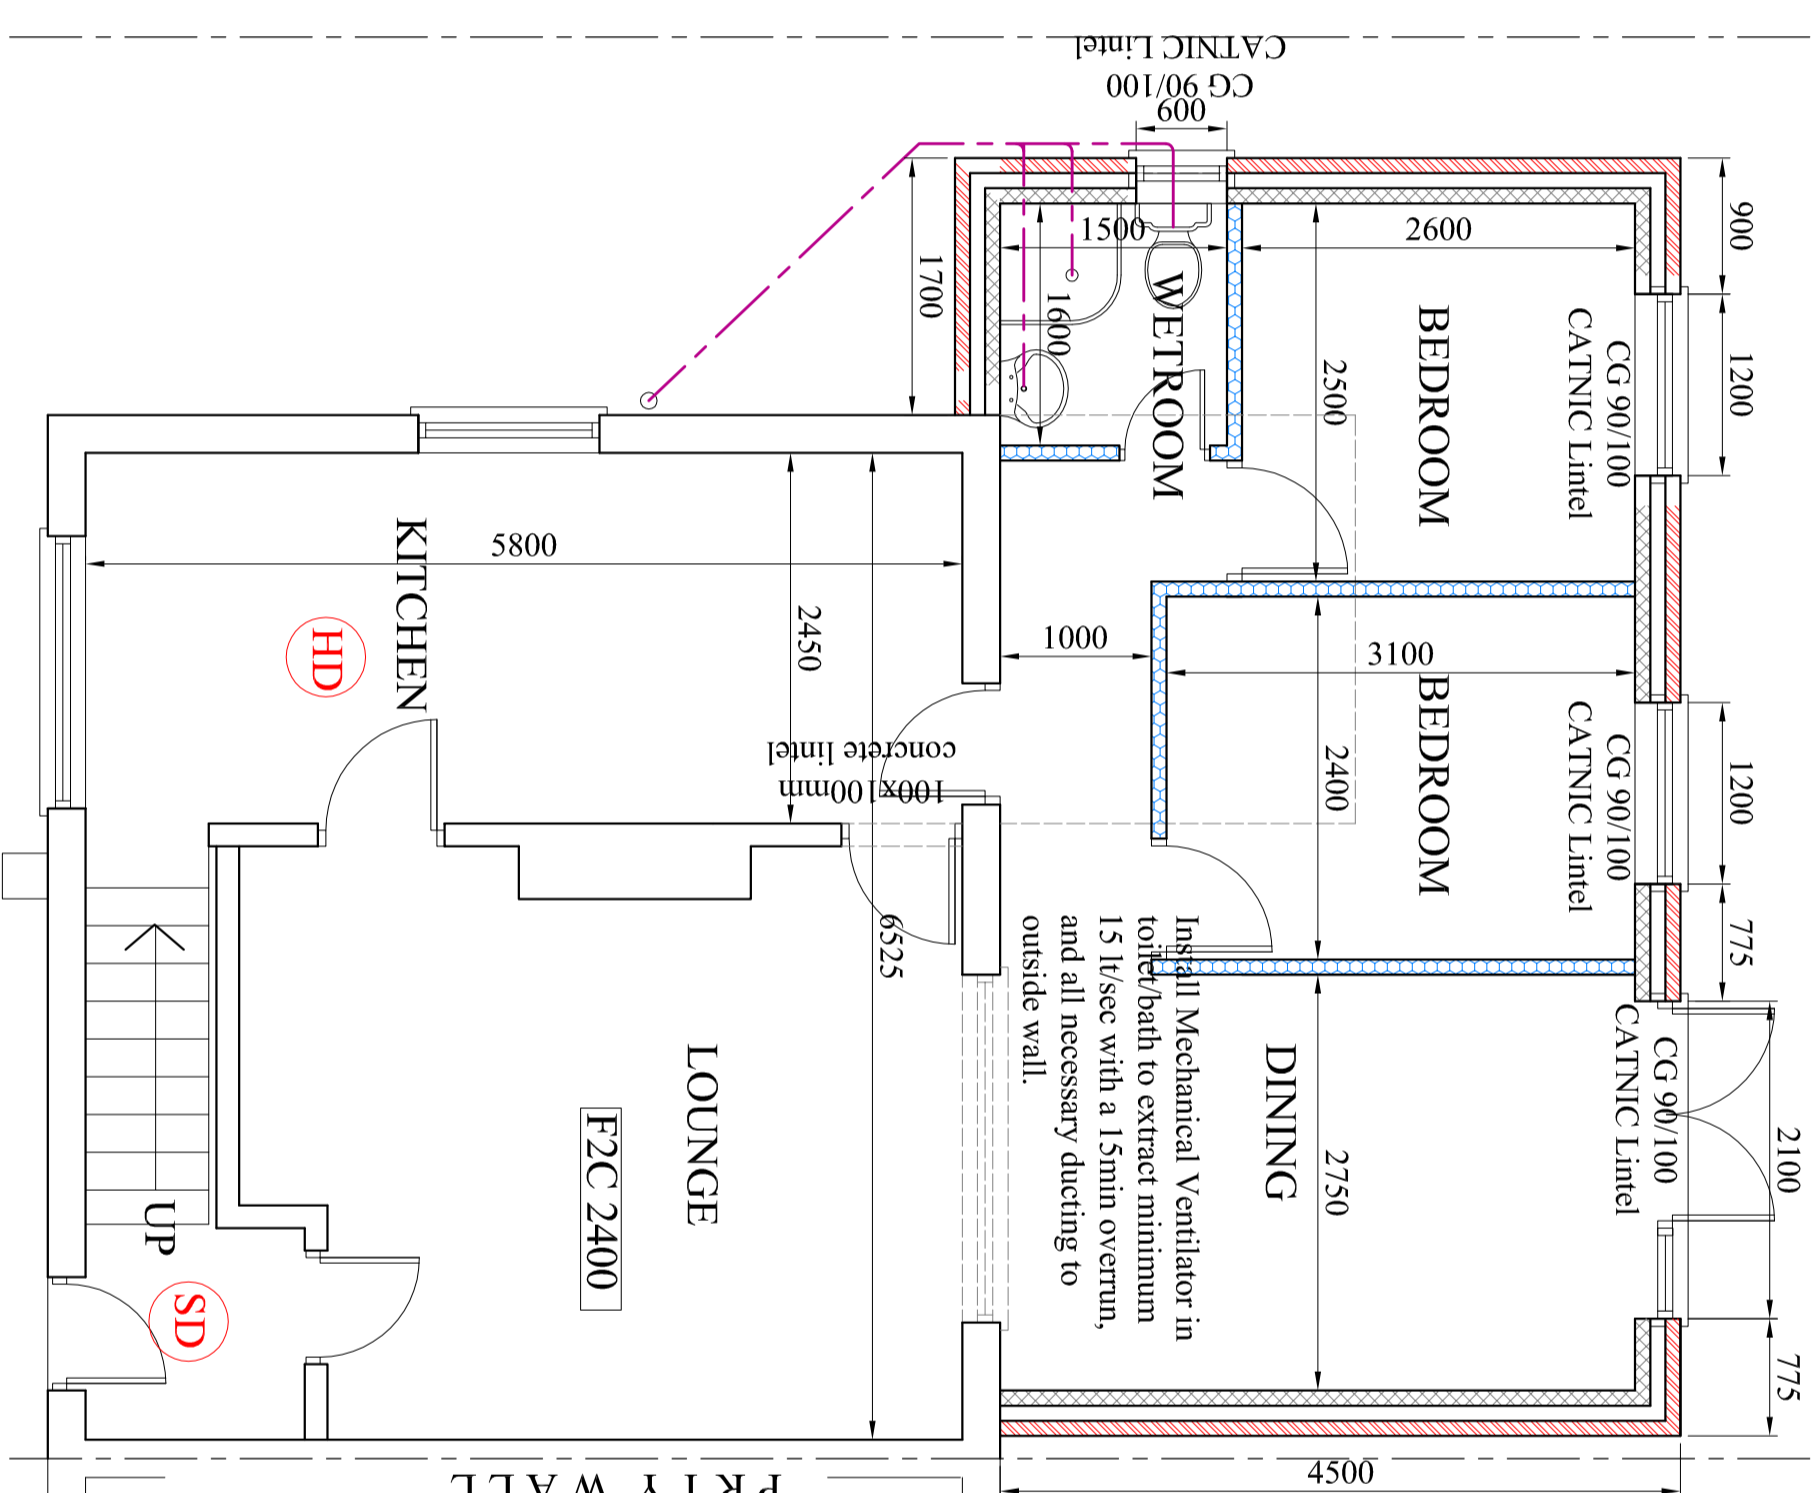 CATNIC Lintel
CG 90/100
600
900
1200
1200
775
2100
775
1700
1500
1600
WETROOM
2600
2500
BEDROOM
CG 90/100
CATNIC Lintel
1000
3100
2400
BEDROOM
CG 90/100
CATNIC Lintel
CG 90/100
CATNIC Lintel
DINING
2750
Install Mechanical Ventilator in
toilet/bath to extract minimum
15 lt/sec with a 15min overrun,
and all necessary ducting to
outside wall.
KITCHEN
HD
5800
2450
100x100mm
concrete lintel
6525
LOUNGE
F2C 2400
UP
SD
PRTY WALL
4500